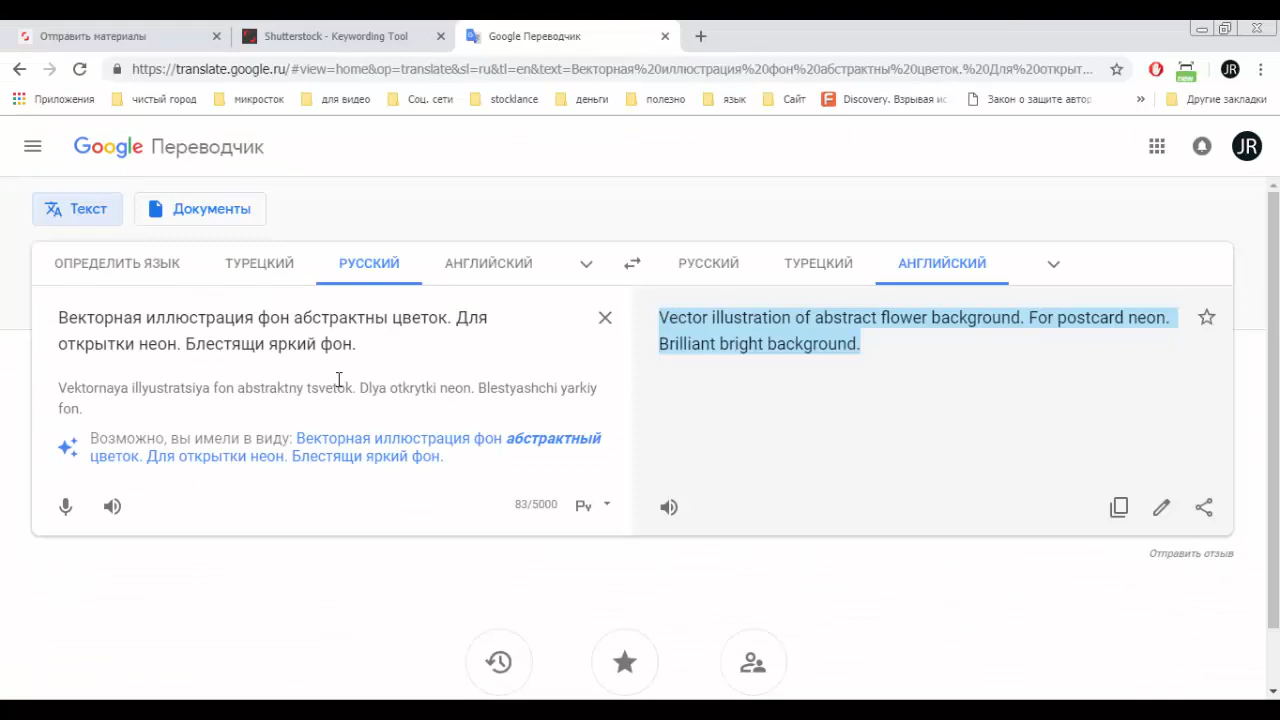 Отправить материалы
Shutterstock - Keywording Tool
Google Переводчик
https://translate.google.ru/#view=home&op=translate&sl=ru&tl=en&text=Векторная%20иллюстрация%20фон%20абстрактны%20цветок.%20Для%20открыт...
new
JR
Приложения
чистый город
микросток
для видео
Соц. сети
stocklance
деньги
полезно
язык
Сайт
Discovery. Взрывая ис
Закон о защите автор
»
Другие закладки
Google Переводчик
JR
Текст
Документы
ОПРЕДЕЛИТЬ ЯЗЫК ТУРЕЦКИЙ РУССКИЙ АНГЛИЙСКИЙ
РУССКИЙ ТУРЕЦКИЙ АНГЛИЙСКИЙ
Векторная иллюстрация фон абстрактны цветок. Для
открытки неон. Блестящи яркий фон.
Vektornaya illyustratsiya fon abstraktny tsvetok. Dlya otkrytki neon. Blestyashchi yarkiy
fon.
Возможно, вы имели в виду: Векторная иллюстрация фон абстрактный
цветок. Для открытки неон. Блестящи яркий фон.
83/5000
Ру
Vector illustration of abstract flower background. For postcard neon.
Brilliant bright background.
Отправить отзыв